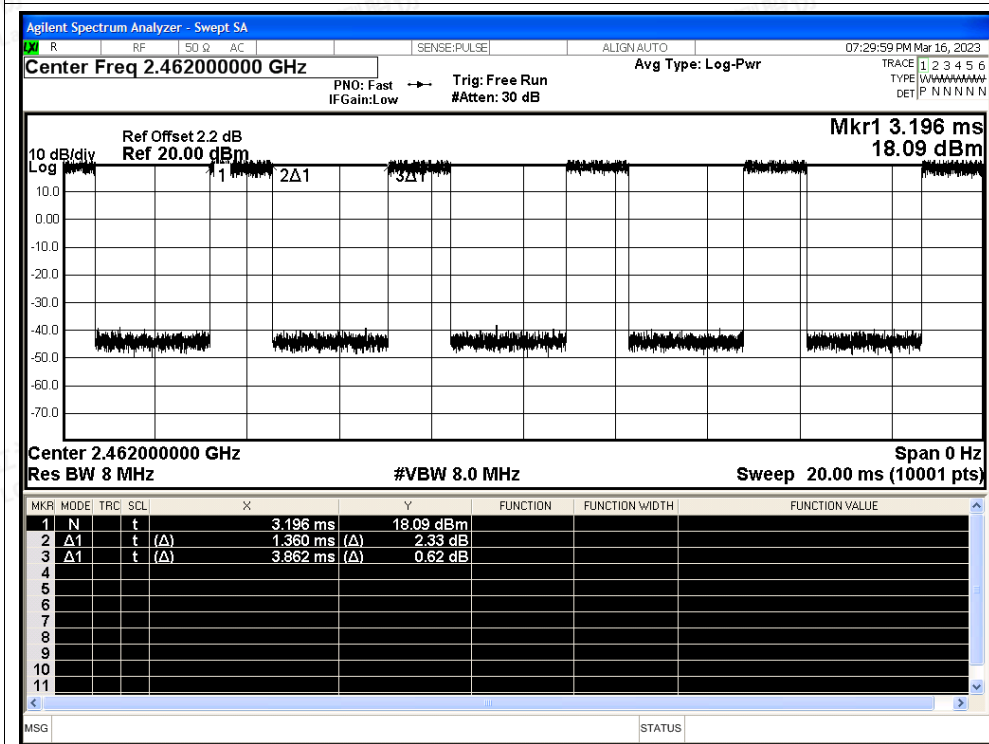 Agilent Spectrum Analyzer - Swept SA
LXI R RF 50 Ω AC SENSE:PULSE ALIGN AUTO 07:29:59 PM Mar 16, 2023
Center Freq 2.462000000 GHz
PNO: Fast
IFGain:Low
Trig: Free Run
#Atten: 30 dB
Avg Type: Log-Pwr
TRACE 1 2 3 4 5 6
TYPE W
DET P N N N N N
Mkr1 3.196 ms
18.09 dBm
Ref Offset 2.2 dB
10 dB/div Ref 20.00 dBm
Log
1 2Δ1 3Δ1
10.0
0.00
-10.0
-20.0
-30.0
-40.0
-50.0
-60.0
-70.0
Center 2.462000000 GHz Span 0 Hz
Res BW 8 MHz #VBW 8.0 MHz Sweep 20.00 ms (10001 pts)
MKR MODE TRC SCL X Y FUNCTION FUNCTION WIDTH FUNCTION VALUE
1 N t 3.196 ms 18.09 dBm
2 Δ1 t (Δ) 1.360 ms (Δ) 2.33 dB
3 Δ1 t (Δ) 3.862 ms (Δ) 0.62 dB
4
5
6
7
8
9
10
11
MSG STATUS